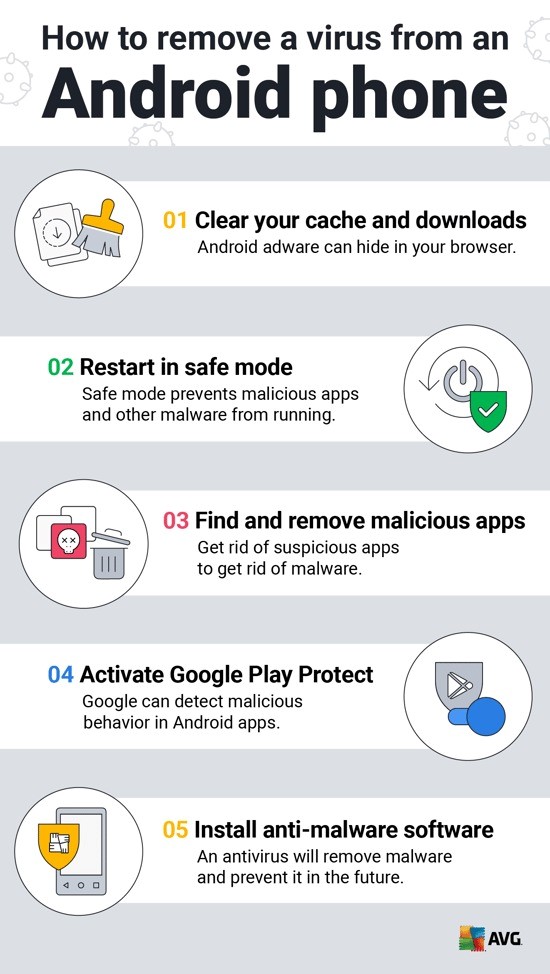 How to remove a virus from an
Android phone
01 Clear your cache and downloads
Android adware can hide in your browser.
02 Restart in safe mode
Safe mode prevents malicious apps
and other malware from running.
03 Find and remove malicious apps
Get rid of suspicious apps
to get rid of malware.
04 Activate Google Play Protect
Google can detect malicious
behavior in Android apps.
05 Install anti-malware software
An antivirus will remove malware
and prevent it in the future.
AVG